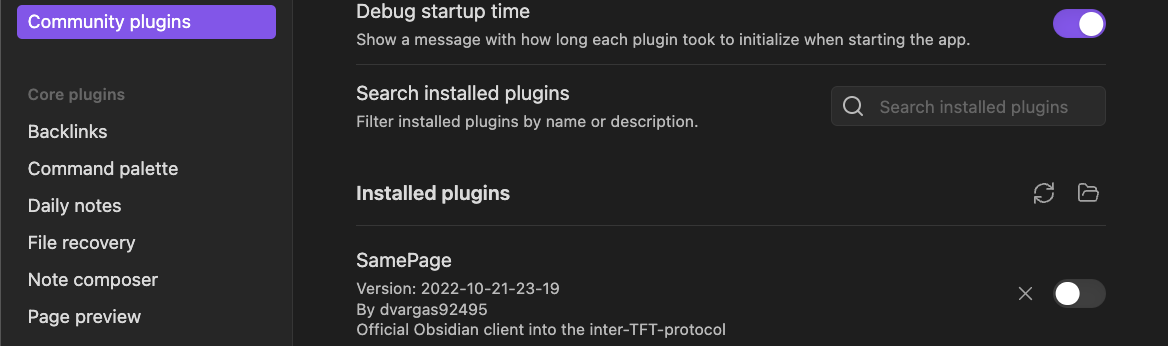 Community plugins
Core plugins
Backlinks
Command palette
Daily notes
File recovery
Note composer
Page preview
Debug startup time
Show a message with how long each plugin took to initialize when starting the app.
Search installed plugins
Filter installed plugins by name or description.
Search installed plugins
Installed plugins
SamePage
Version: 2022-10-21-23-19
By dvargas92495
Official Obsidian client into the inter-TFT-protocol